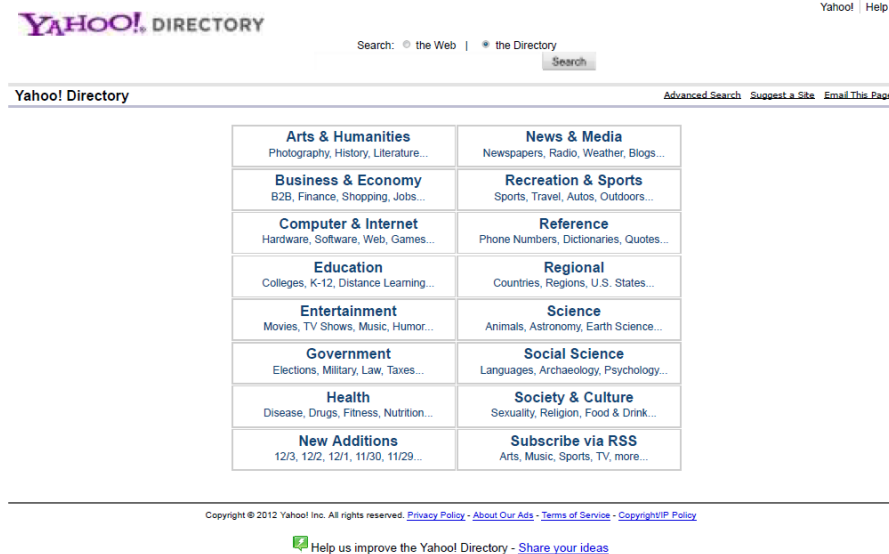 Yahoo! | Help
YAHOO! DIRECTORY
Search: the Web | the Directory
Search
Yahoo! Directory
Advanced Search Suggest a Site Email This Page
Arts & Humanities
Photography, History, Literature...
News & Media
Newspapers, Radio, Weather, Blogs...
Business & Economy
B2B, Finance, Shopping, Jobs...
Recreation & Sports
Sports, Travel, Autos, Outdoors...
Computer & Internet
Hardware, Software, Web, Games...
Reference
Phone Numbers, Dictionaries, Quotes...
Education
Colleges, K-12, Distance Learning...
Regional
Countries, Regions, U.S. States...
Entertainment
Movies, TV Shows, Music, Humor...
Science
Animals, Astronomy, Earth Science...
Government
Elections, Military, Law, Taxes...
Social Science
Languages, Archaeology, Psychology...
Health
Disease, Drugs, Fitness, Nutrition...
Society & Culture
Sexuality, Religion, Food & Drink...
New Additions
12/3, 12/2, 12/1, 11/30, 11/29...
Subscribe via RSS
Arts, Music, Sports, TV, more...
Copyright © 2012 Yahoo! Inc. All rights reserved. Privacy Policy - About Our Ads - Terms of Service - Copyright/IP Policy
Help us improve the Yahoo! Directory - Share your ideas